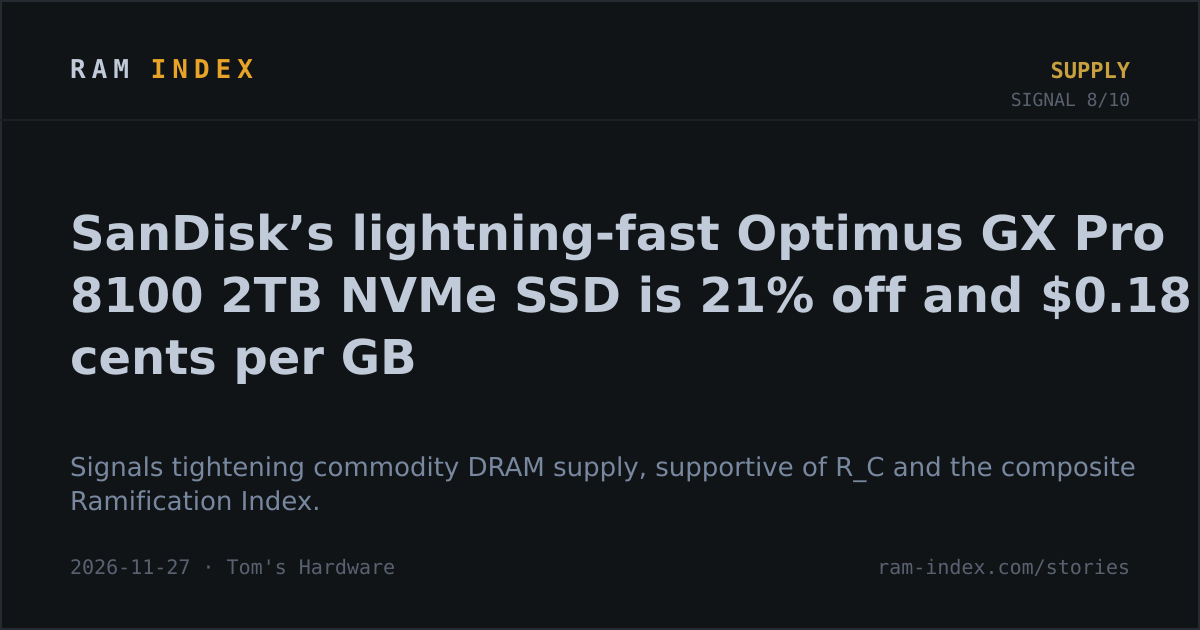 RAM INDEX
SUPPLY
SIGNAL 8/10
SanDisk’s lightning-fast Optimus GX Pro
8100 2TB NVMe SSD is 21% off and $0.18
cents per GB
Signals tightening commodity DRAM supply, supportive of R_C and the composite
Ramification Index.
2026-11-27 · Tom's Hardware
ram-index.com/stories